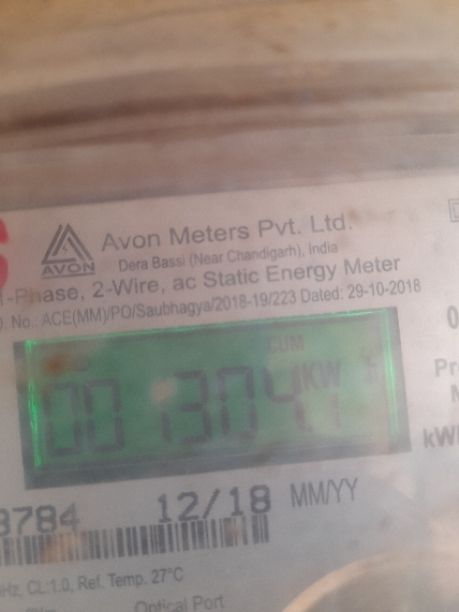 Avon Meters Pvt. Ltd.
AVON
Dera Bassi (Near Chandigarh), India
1-Phase, 2-Wire, ac Static Energy Meter
. No.: ACE(MM)/PO/Saubhagya/2018-19/223 Dated: 29-10-2018
CUM
001304.1 KW
kW
3784 12/18 MM/YY
Hz, CL:1.0, Ref. Temp. 27°C
Optical Port